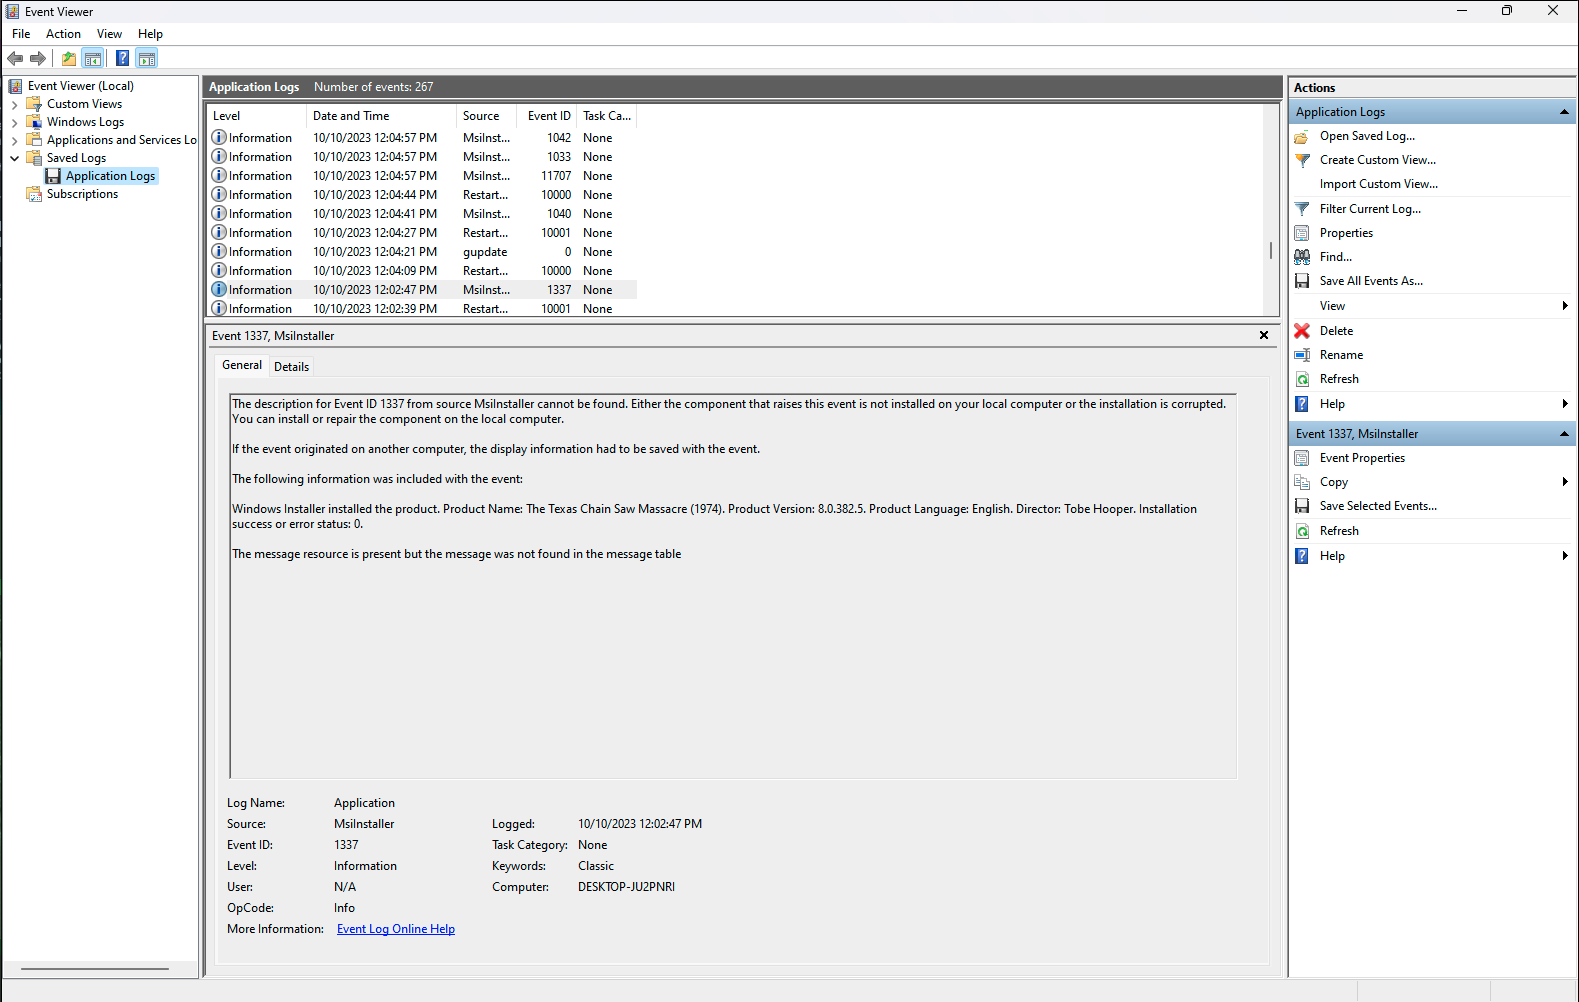 Event Viewer
File Action View Help
Event Viewer (Local)
Custom Views
Windows Logs
Applications and Services Lo
Saved Logs
Application Logs
Subscriptions
Application Logs Number of events: 267
Level Date and Time Source Event ID Task Ca...
Information 10/10/2023 12:04:57 PM MsiInst... 1042 None
Information 10/10/2023 12:04:57 PM MsiInst... 1033 None
Information 10/10/2023 12:04:57 PM MsiInst... 11707 None
Information 10/10/2023 12:04:44 PM Restart... 10000 None
Information 10/10/2023 12:04:41 PM MsiInst... 1040 None
Information 10/10/2023 12:04:27 PM Restart... 10001 None
Information 10/10/2023 12:04:21 PM gupdate 0 None
Information 10/10/2023 12:04:09 PM Restart... 10000 None
Information 10/10/2023 12:02:47 PM MsiInst... 1337 None
Information 10/10/2023 12:02:39 PM Restart... 10001 None
Event 1337, MsiInstaller
General Details
The description for Event ID 1337 from source MsiInstaller cannot be found. Either the component that raises this event is not installed on your local computer or the installation is corrupted.
You can install or repair the component on the local computer.
If the event originated on another computer, the display information had to be saved with the event.
The following information was included with the event:
Windows Installer installed the product. Product Name: The Texas Chain Saw Massacre (1974). Product Version: 8.0.382.5. Product Language: English. Director: Tobe Hooper. Installation
success or error status: 0.
The message resource is present but the message was not found in the message table
Log Name: Application
Source: MsiInstaller Logged: 10/10/2023 12:02:47 PM
Event ID: 1337 Task Category: None
Level: Information Keywords: Classic
User: N/A Computer: DESKTOP-JU2PNRI
OpCode: Info
More Information: Event Log Online Help
Actions
Application Logs
Open Saved Log...
Create Custom View...
Import Custom View...
Filter Current Log...
Properties
Find...
Save All Events As...
View
Delete
Rename
Refresh
Help
Event 1337, MsiInstaller
Event Properties
Copy
Save Selected Events...
Refresh
Help